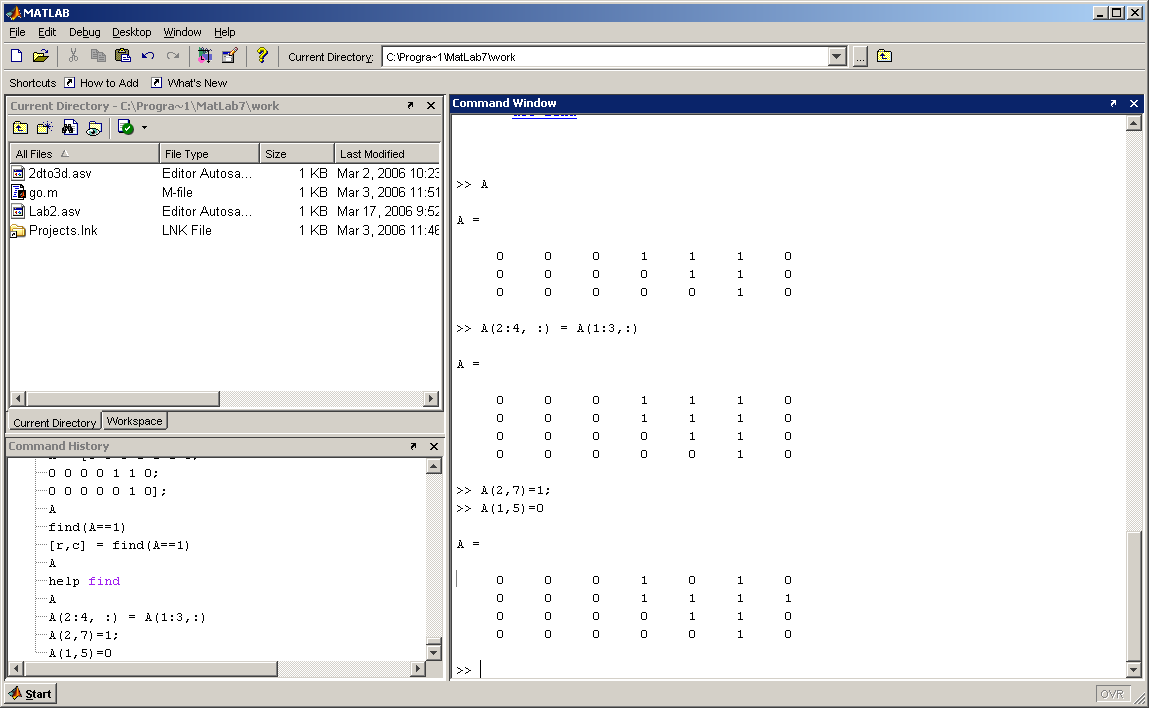 MATLAB
File Edit Debug Desktop Window Help
Current Directory: C:\Progra~1\MatLab7\work ...
Shortcuts How to Add What's New
Current Directory - C:\Progra~1\MatLab7\work
All Files File Type Size Last Modified
2dto3d.asv Editor Autosa... 1 KB Mar 2, 2006 10:23
go.m M-file 1 KB Mar 3, 2006 11:51
Lab2.asv Editor Autosa... 1 KB Mar 17, 2006 9:52
Projects.lnk LNK File 1 KB Mar 3, 2006 11:46
Current Directory Workspace
Command History
0 0 0 0 1 1 0;
0 0 0 0 0 1 0];
A
find(A==1)
[r,c] = find(A==1)
A
help find
A
A(2:4, :) = A(1:3,:)
A(2,7)=1;
A(1,5)=0
Command Window
>> A
A =
0 0 0 1 1 1 0
0 0 0 0 1 1 0
0 0 0 0 0 1 0
>> A(2:4, :) = A(1:3,:)
A =
0 0 0 1 1 1 0
0 0 0 1 1 1 0
0 0 0 0 1 1 0
0 0 0 0 0 1 0
>> A(2,7)=1;
>> A(1,5)=0
A =
0 0 0 1 0 1 0
0 0 0 1 1 1 1
0 0 0 0 1 1 0
0 0 0 0 0 1 0
>>
Start
OVR